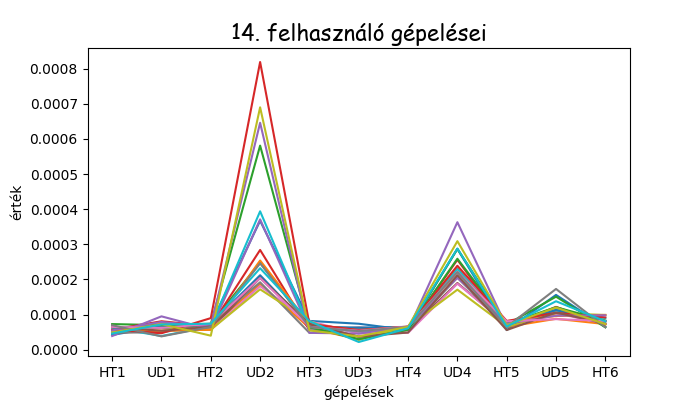 14. felhasználó gépelései
0.0008
0.0007
0.0006
0.0005
0.0004
0.0003
0.0002
0.0001
0.0000
érték
HT1 UD1 HT2 UD2 HT3 UD3 HT4 UD4 HT5 UD5 HT6
gépelések